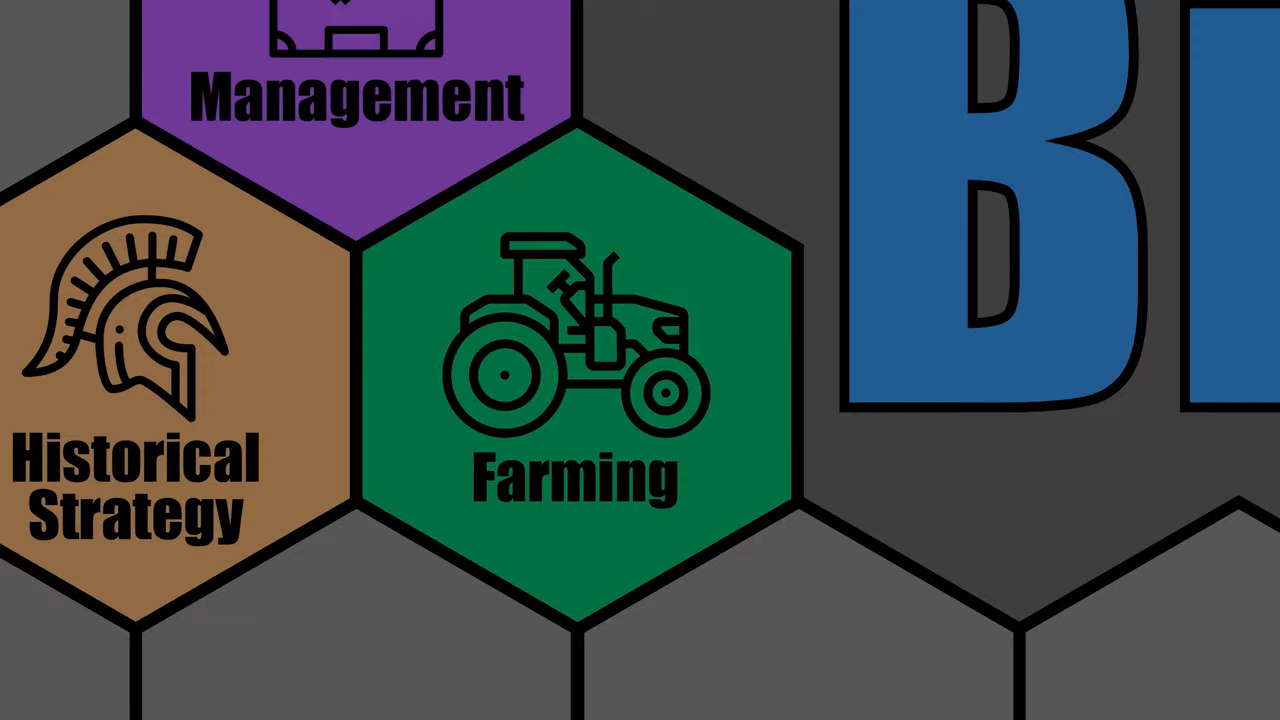 Management
Historical
Strategy
Farming
B